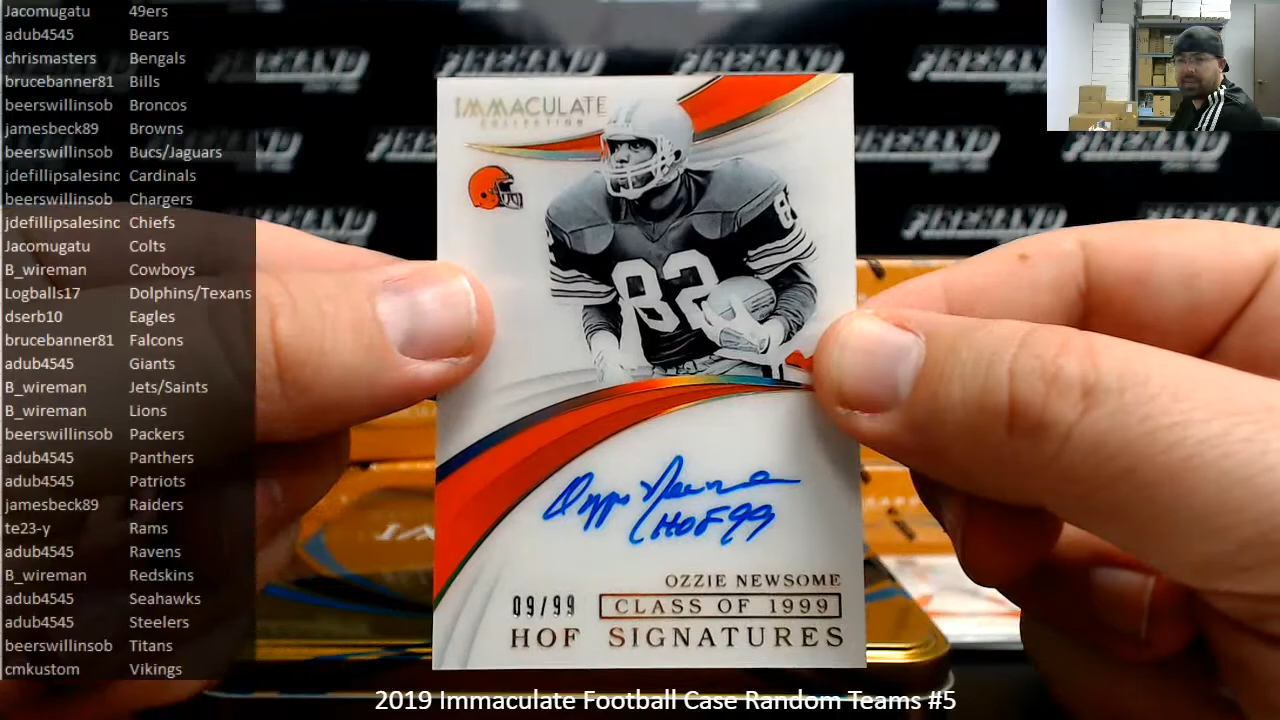 Jacomugatu 49ers
adub4545 Bears
chrismasters Bengals
brucebanner81 Bills
beerswillinsob Broncos
jamesbeck89 Browns
beerswillinsob Bucs/Jaguars
jdefillipsalesinc Cardinals
beerswillinsob Chargers
jdefillipsalesinc Chiefs
Jacomugatu Colts
B_wireman Cowboys
Logballs17 Dolphins/Texans
dserb10 Eagles
brucebanner81 Falcons
adub4545 Giants
B_wireman Jets/Saints
B_wireman Lions
beerswillinsob Packers
adub4545 Panthers
adub4545 Patriots
jamesbeck89 Raiders
te23-y Rams
adub4545 Ravens
B_wireman Redskins
adub4545 Seahawks
adub4545 Steelers
beerswillinsob Titans
cmkustom Vikings
IMMACULATE
COLLECTION
82
82
Ozzie Newsome
HOF 99
OZZIE NEWSOME
09/99 CLASS OF 1999
HOF SIGNATURES
FIREHAND
2019 Immaculate Football Case Random Teams #5